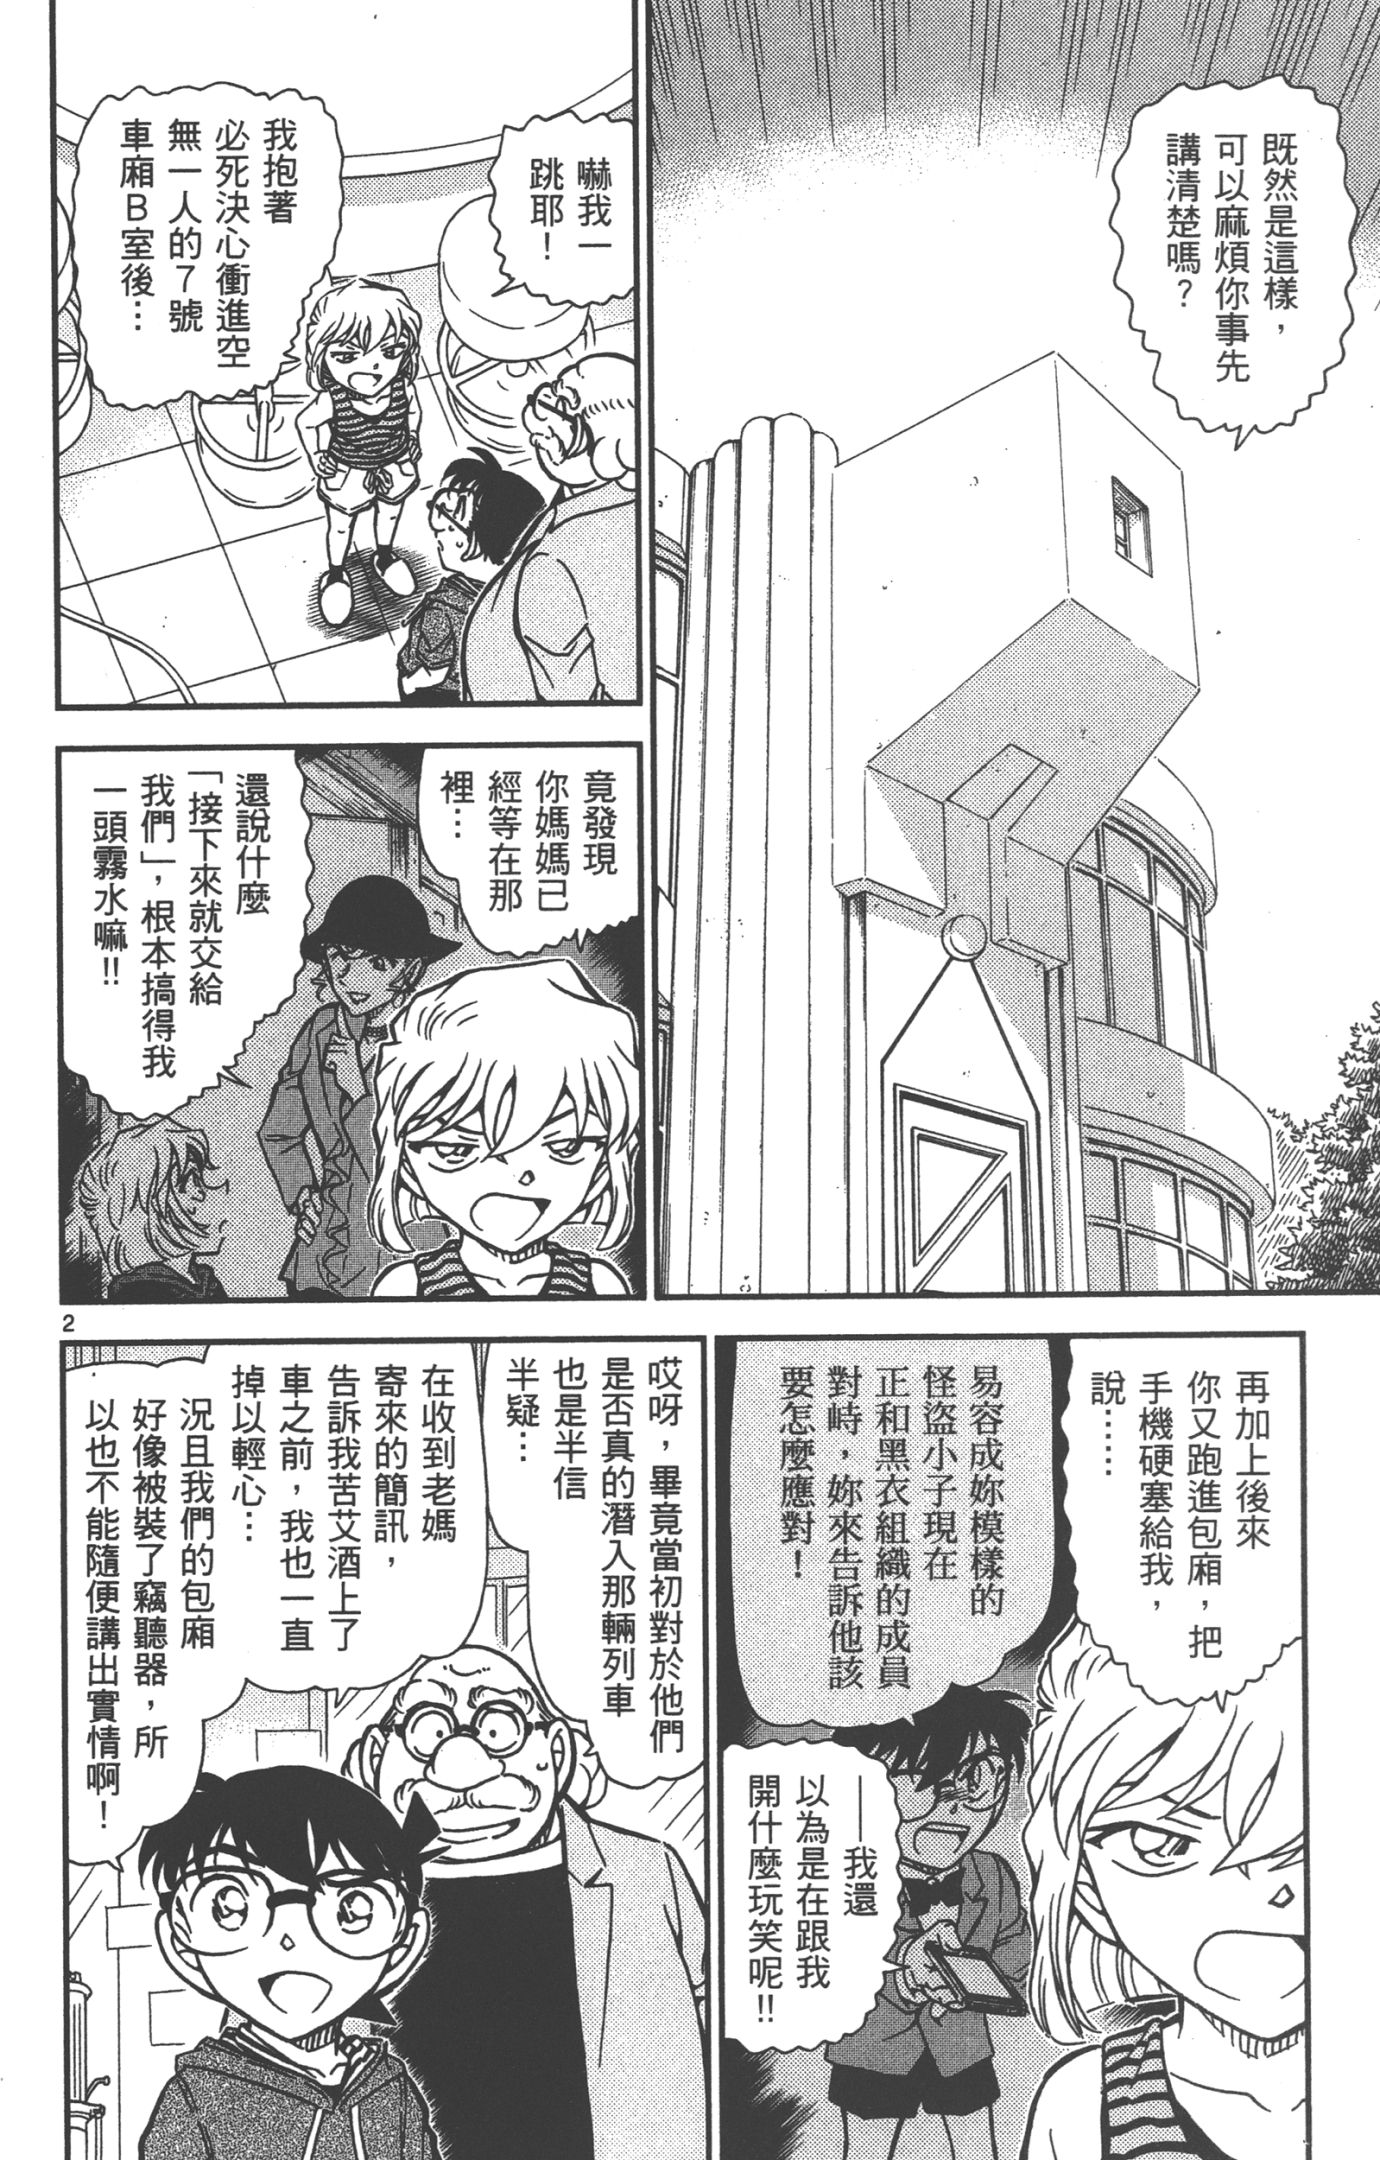 既然是這樣，
可以麻煩你事先
講清楚嗎？
嚇我一
跳耶！
我抱著
必死決心衝進空
無一人的7號
車廂B室後…
竟發現
你媽媽已
經等在那
裡…
還說什麼
「接下來就交給
我們」，根本搞得我
一頭霧水嘛！！
再加上後來
你又跑進包廂，把
手機硬塞給我，
說……
易容成妳模樣的
怪盜小子現在
正和黑衣組織的成員
對峙，妳來告訴他該
要怎麼應對！
——我還
以為是在跟我
開什麼玩笑呢！！
哎呀，畢竟當初對於他們
是否真的潛入那輛列車
也是半信
半疑…
在收到老媽
寄來的簡訊，
告訴我苦艾酒上了
車之前，我也一直
掉以輕心…
況且我們的包廂
好像被裝了竊聽器，所
以也不能隨便講出實情啊！
2